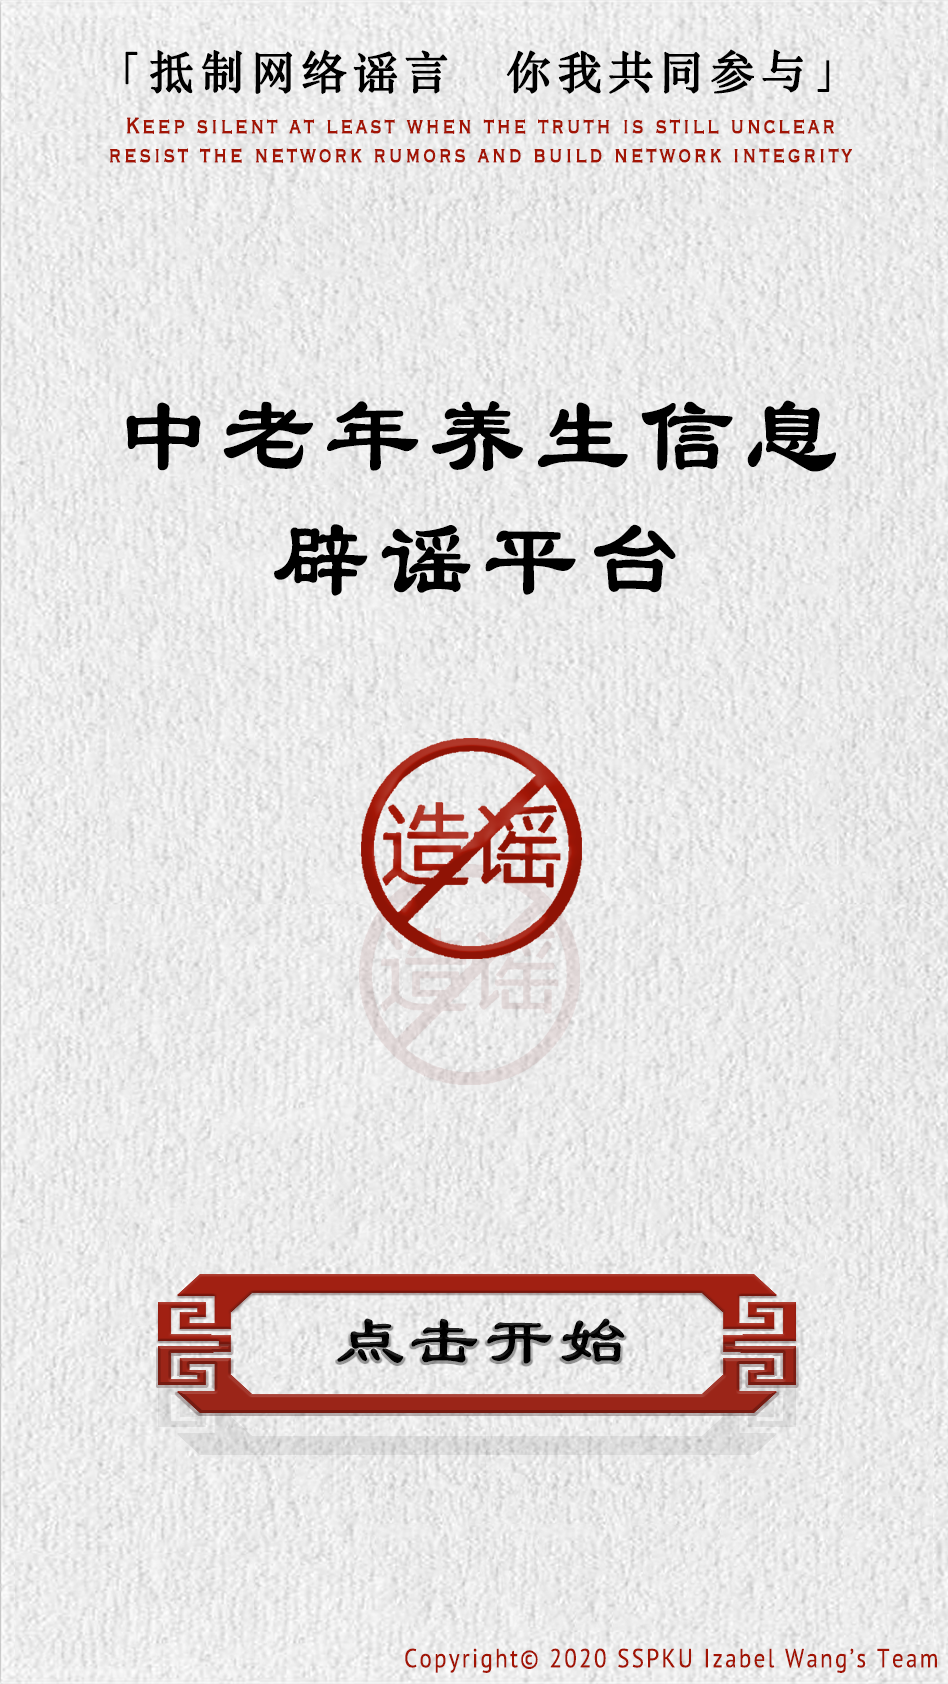 「抵制网络谣言　你我共同参与」
KEEP SILENT AT LEAST WHEN THE TRUTH IS STILL UNCLEAR
RESIST THE NETWORK RUMORS AND BUILD NETWORK INTEGRITY
中老年养生信息
辟谣平台
造谣
点击开始
Copyright© 2020 SSPKU Izabel Wang's Team